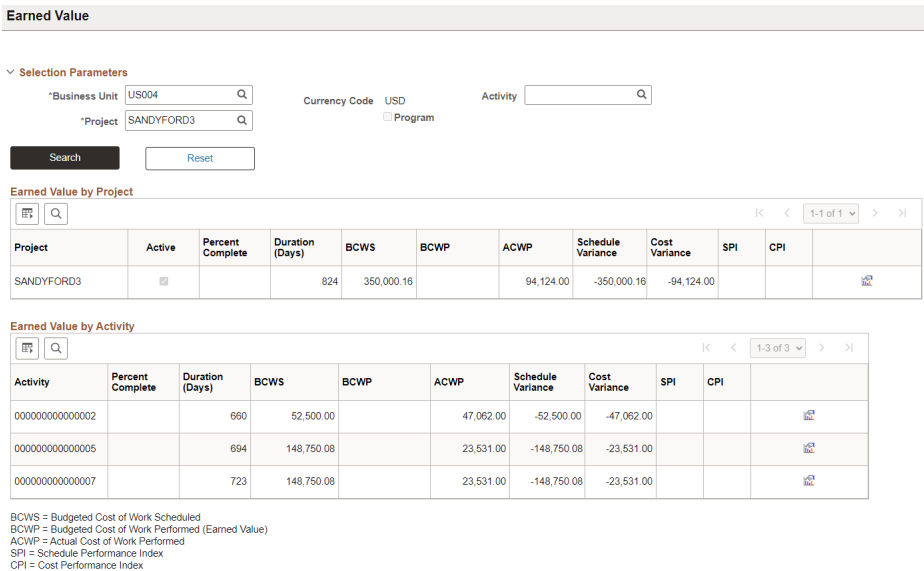 Earned Value
Selection Parameters
*Business Unit US004 Currency Code USD Activity
*Project SANDYFORD3 Program
Search Reset
Earned Value by Project
1-1 of 1
Project Active Percent Complete Duration (Days) BCWS BCWP ACWP Schedule Variance Cost Variance SPI CPI
SANDYFORD3 824 350,000.16 94,124.00 -350,000.16 -94,124.00
Earned Value by Activity
1-3 of 3
Activity Percent Complete Duration (Days) BCWS BCWP ACWP Schedule Variance Cost Variance SPI CPI
000000000000002 660 52,500.00 47,062.00 -52,500.00 -47,062.00
000000000000005 694 148,750.08 23,531.00 -148,750.08 -23,531.00
000000000000007 723 148,750.08 23,531.00 -148,750.08 -23,531.00
BCWS = Budgeted Cost of Work Scheduled
BCWP = Budgeted Cost of Work Performed (Earned Value)
ACWP = Actual Cost of Work Performed
SPI = Schedule Performance Index
CPI = Cost Performance Index